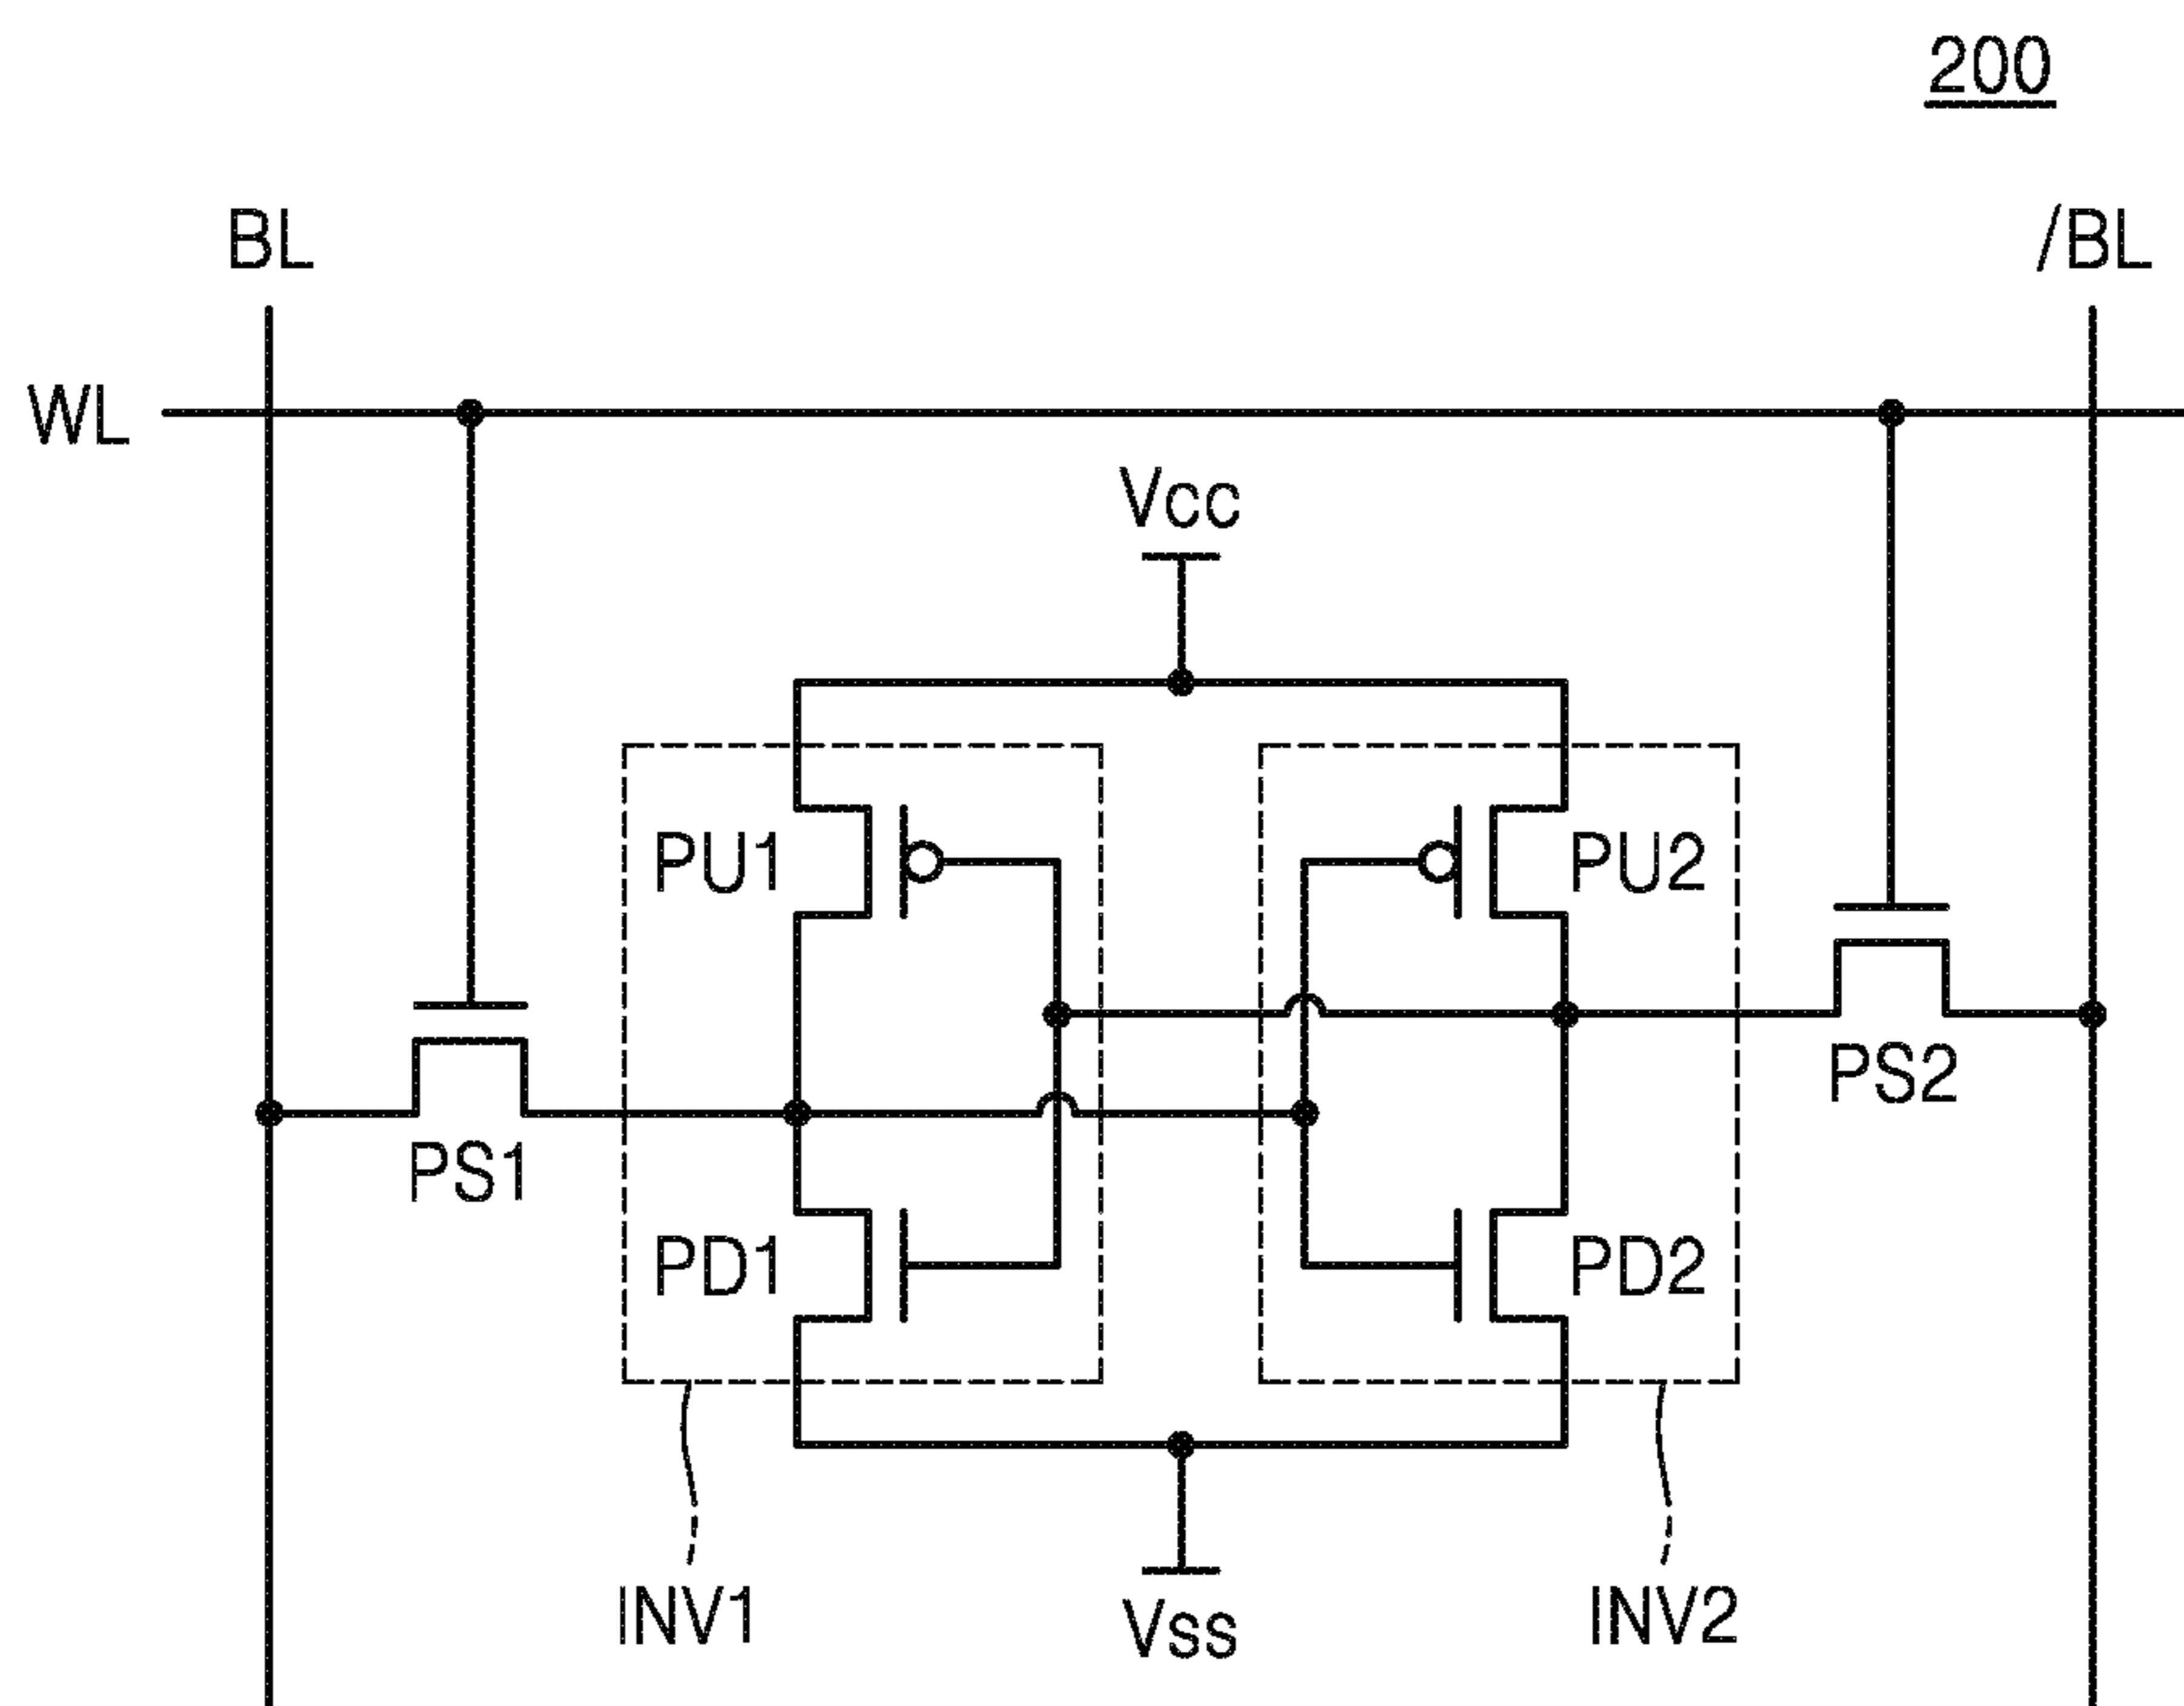 200
BL
/BL
WL
Vcc
PU1
PU2
PS2
PS1
PD1
PD2
INV1
Vss
INV2